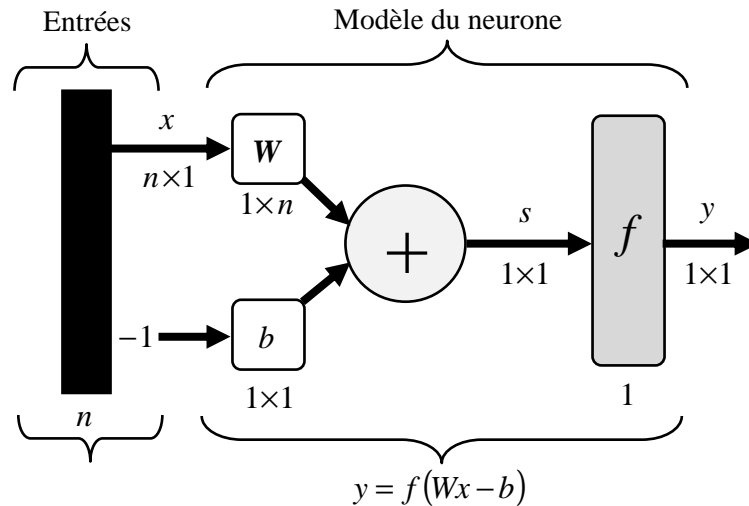 Entrées
Modèle du neurone
x
n×1
W
1×n
+
s
1×1
f
y
1×1
−1
b
1×1
n
1
y = f(Wx − b)